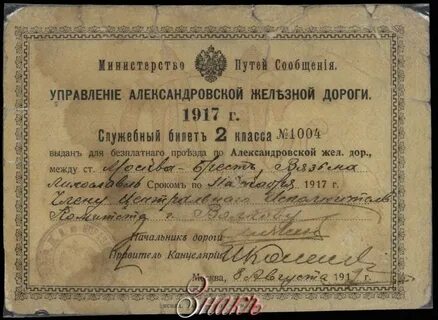 Министерство Путей Сообщенія.
УПРАВЛЕНІЕ АЛЕКСАНДРОВСКОЙ ЖЕЛѢЗНОЙ ДОРОГИ.
1917 г.
Служебный билетъ 2 класса №1004
выданъ для безплатнаго проѣзда по Александровской жел. дор.,
между ст. Москва-Брестъ, Вязьма
Срокомъ по 1917 г.
Члену Центральнаго
Комитета г.
Начальникъ дороги
Правитель Канцеляріи
Москва, 8 Августа 191
Знакъ